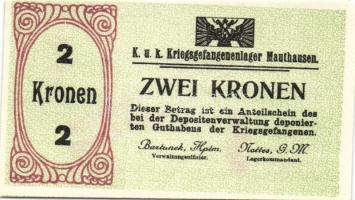 2
Kronen
2
K. u. k. Kriegsgefangenenlager Mauthausen.
ZWEI KRONEN
Dieser Betrag ist ein Anteilschein des
bei der Depositenverwaltung deponier-
ten Guthabens der Kriegsgefangenen.
Bartunek, Hptm. Nottes, G. M.
Verwaltungsoffizier. Lagerkommandant.